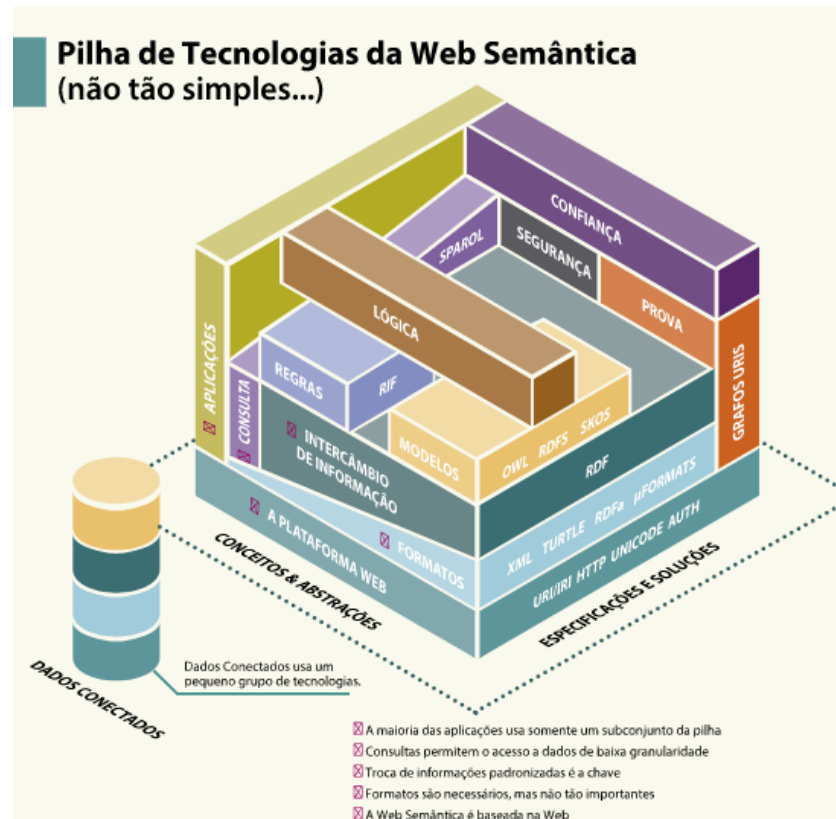 Pilha de Tecnologias da Web Semântica
(não tão simples...)
CONFIANÇA
SPARQL
SEGURANÇA
PROVA
LÓGICA
APLICAÇÕES
CONSULTA
REGRAS
RIF
GRAFOS URIS
INTERCÂMBIO
DE INFORMAÇÃO
MODELOS
OWL RDFS SKOS
RDF
A PLATAFORMA WEB
FORMATOS
XML TURTLE RDFa µFORMATS
URI/IRI HTTP UNICODE AUTH
CONCEITOS & ABSTRAÇÕES
ESPECIFICAÇÕES E SOLUÇÕES
DADOS CONECTADOS
Dados Conectados usa um
pequeno grupo de tecnologias.
A maioria das aplicações usa somente um subconjunto da pilha
Consultas permitem o acesso a dados de baixa granularidade
Troca de informações padronizadas é a chave
Formatos são necessários, mas não tão importantes
A Web Semântica é baseada na Web